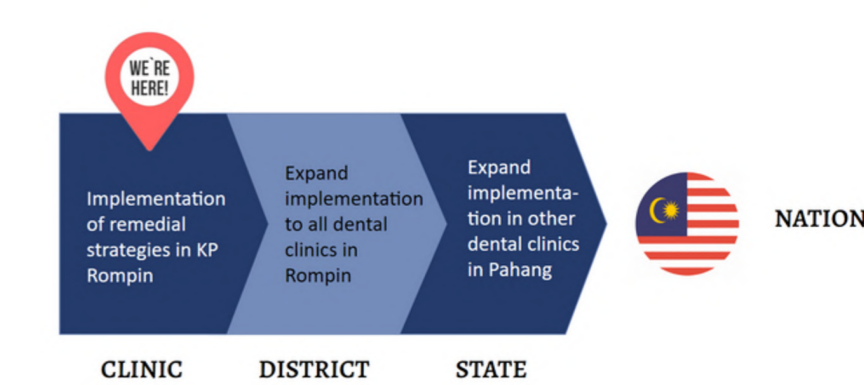 WE`RE
HERE!
Implementation
of remedial
strategies in KP
Rompin
Expand
implementation
to all dental
clinics in
Rompin
Expand
implementa-
tion in other
dental clinics
in Pahang
NATION
CLINIC
DISTRICT
STATE